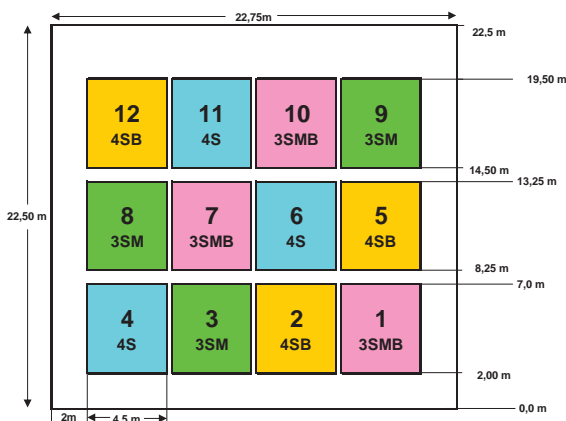 22,75m
22,5 m
19,50 m
12 11 10 9
4SB 4S 3SMB 3SM
14,50 m
13,25 m
22,50 m
8 7 6 5
3SM 3SMB 4S 4SB
8,25 m
7,0 m
4 3 2 1
4S 3SM 4SB 3SMB
2,00 m
0,0 m
2m 4,5 m